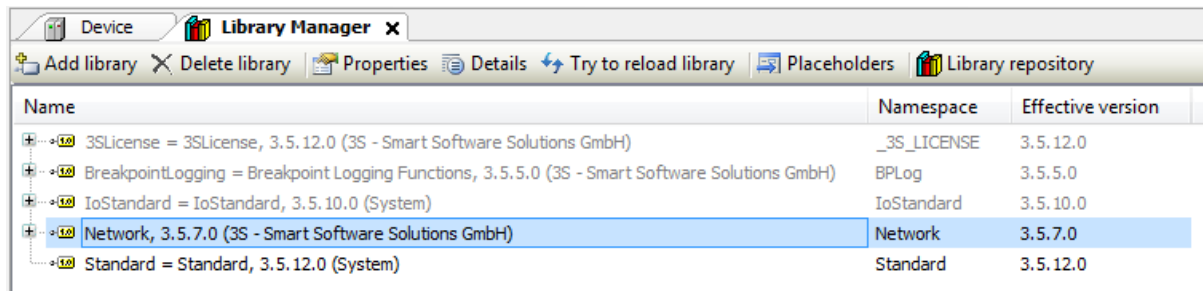 Device Library Manager
Add library Delete library Properties Details Try to reload library Placeholders Library repository
Name Namespace Effective version
3SLicense = 3SLicense, 3.5.12.0 (3S - Smart Software Solutions GmbH) _3S_LICENSE 3.5.12.0
BreakpointLogging = Breakpoint Logging Functions, 3.5.5.0 (3S - Smart Software Solutions GmbH) BPLog 3.5.5.0
IoStandard = IoStandard, 3.5.10.0 (System) IoStandard 3.5.10.0
Network, 3.5.7.0 (3S - Smart Software Solutions GmbH) Network 3.5.7.0
Standard = Standard, 3.5.12.0 (System) Standard 3.5.12.0